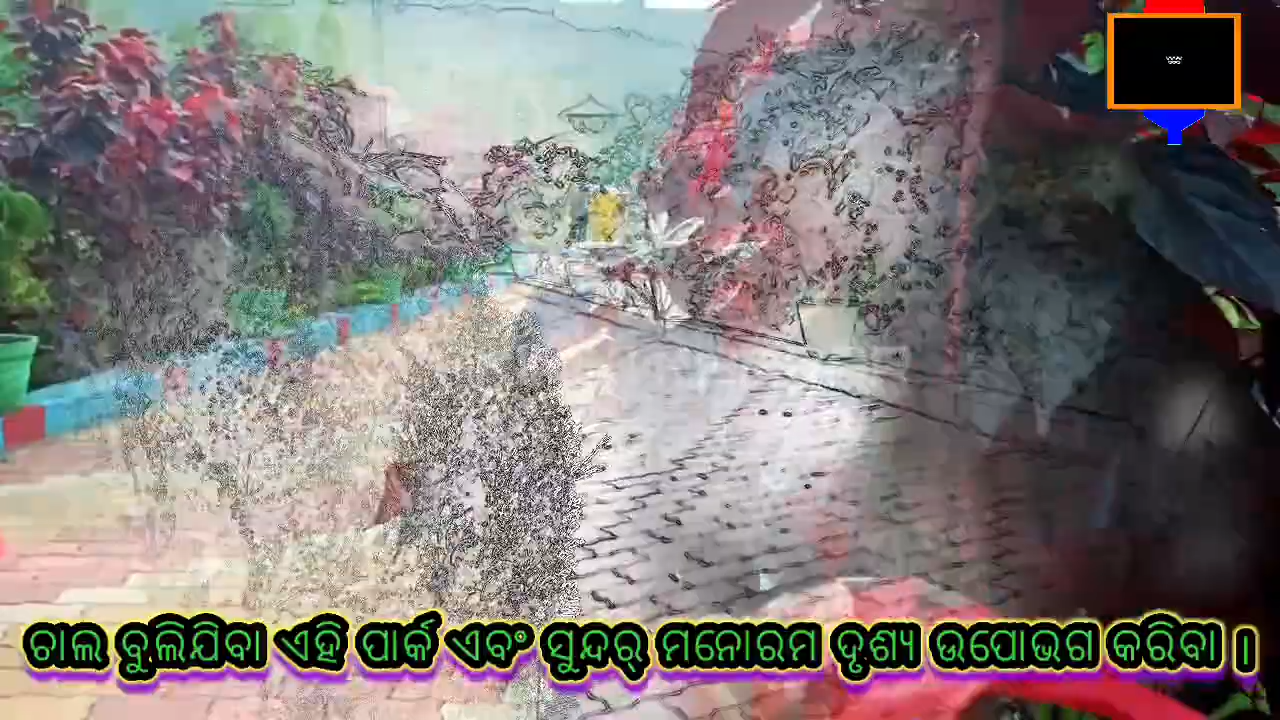 ଚାଲ ବୁଲିଯିବା ଏହି ପାର୍କ ଏବଂ ସୁନ୍ଦର୍ ମନୋରମ ଦୃଶ୍ୟ ଉପୋଭଗ କରିବା ।